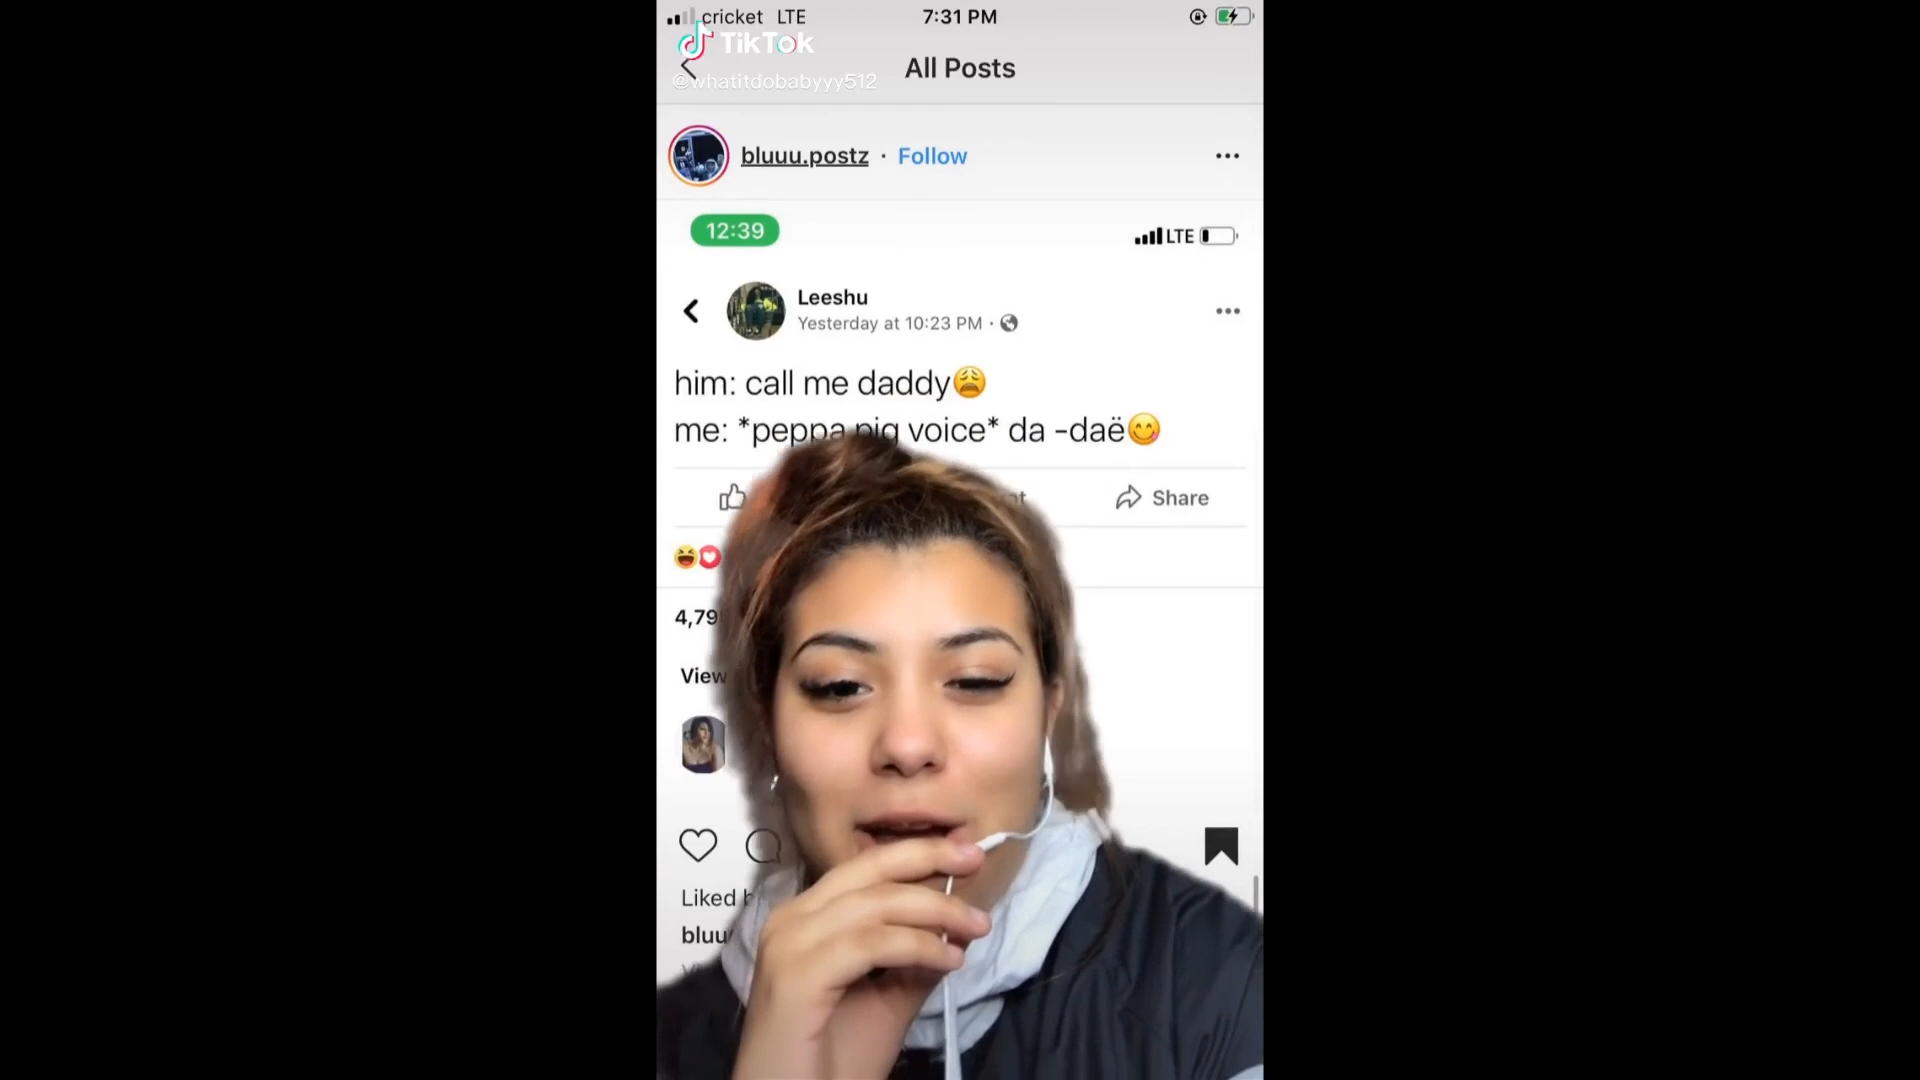 cricket LTE 7:31 PM
TikTok
@whatitdobabyyy512
All Posts
bluuu.postz · Follow
12:39
LTE
Leeshu
Yesterday at 10:23 PM ·
him: call me daddy😩
me: *peppa pig voice* da -daë😋
Share
4,79
View
Liked
bluu